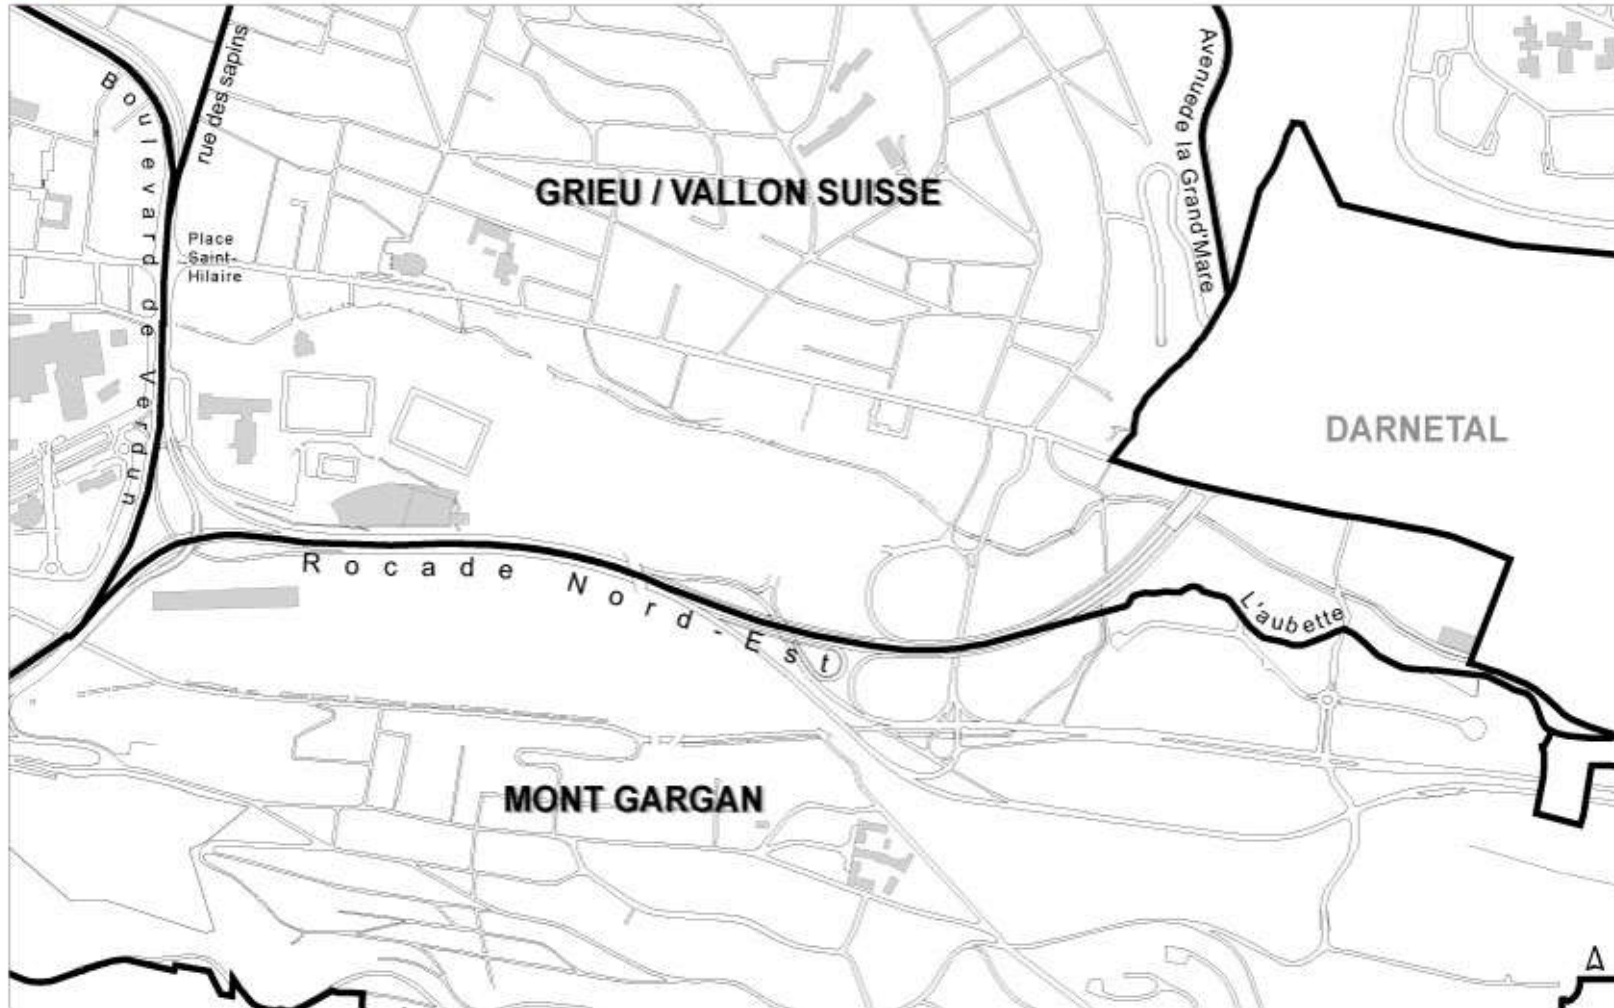 Boulevard de Verdun
rue des sapins
Avenue de la Grand'Mare
GRIEU / VALLON SUISSE
Place
Saint-
Hilaire
DARNETAL
Rocade Nord-Est
L'aubette
MONT GARGAN